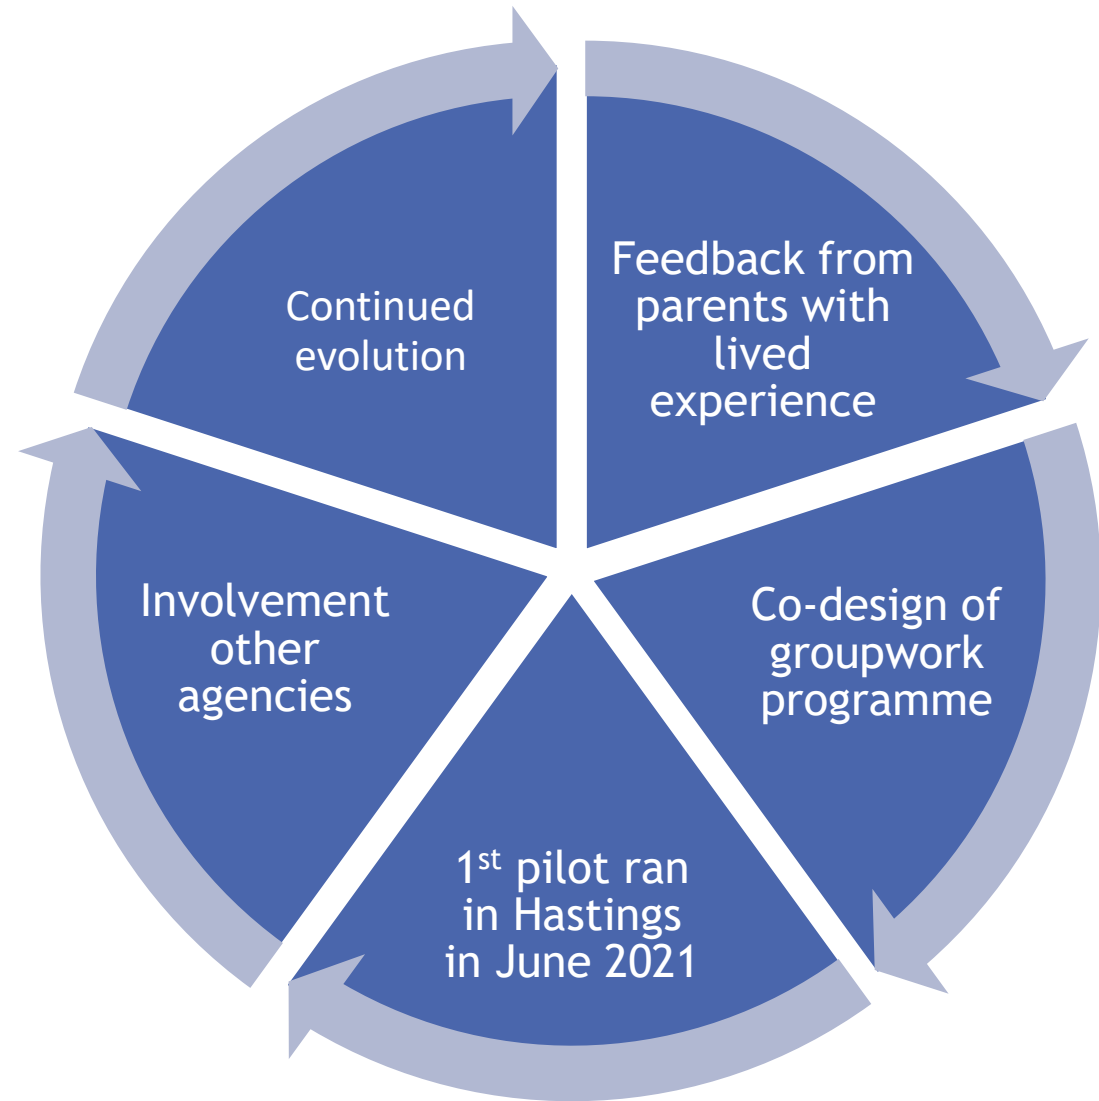 Feedback from
parents with
lived
experience
Co-design of
groupwork
programme
1st pilot ran
in Hastings
in June 2021
Involvement
other
agencies
Continued
evolution